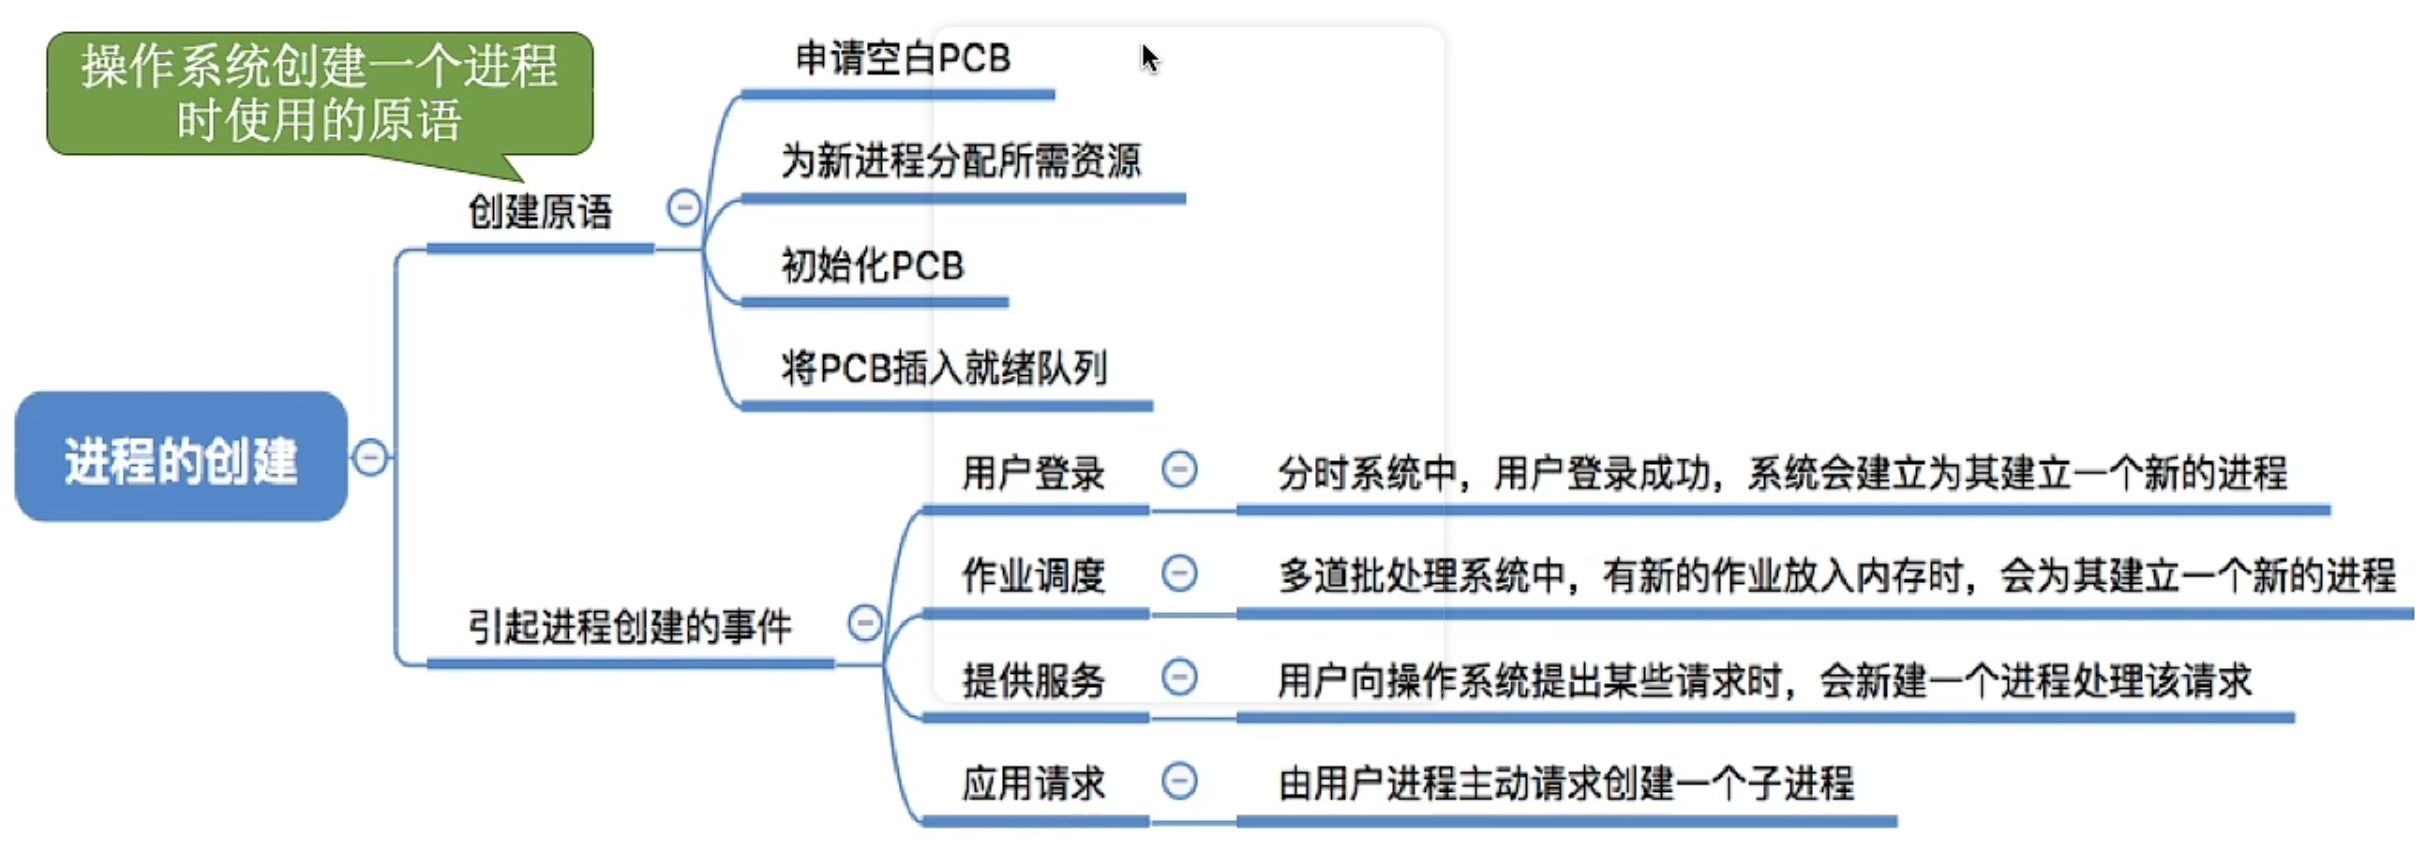 操作系统创建一个进程
时使用的原语
申请空白PCB
为新进程分配所需资源
创建原语
初始化PCB
将PCB插入就绪队列
进程的创建
用户登录
分时系统中，用户登录成功，系统会建立为其建立一个新的进程
作业调度
多道批处理系统中，有新的作业放入内存时，会为其建立一个新的进程
引起进程创建的事件
提供服务
用户向操作系统提出某些请求时，会新建一个进程处理该请求
应用请求
由用户进程主动请求创建一个子进程